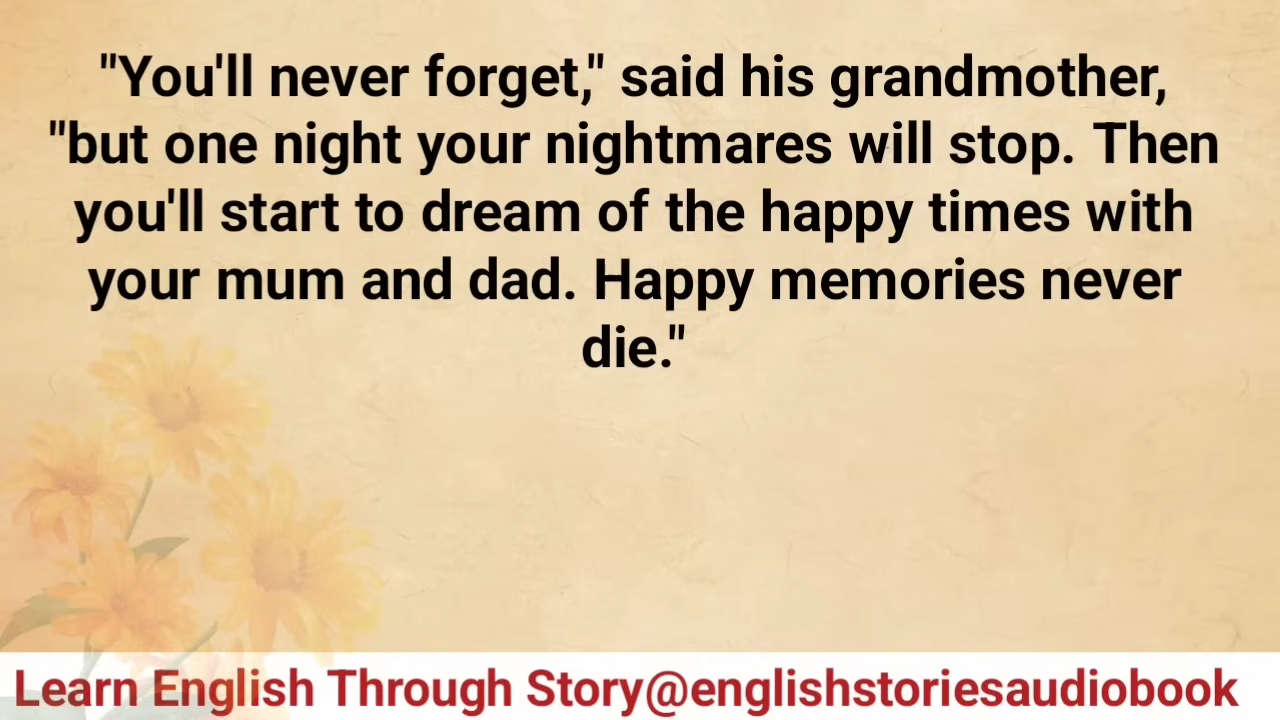 "You'll never forget," said his grandmother,
"but one night your nightmares will stop. Then
you'll start to dream of the happy times with
your mum and dad. Happy memories never
die."
Learn English Through Story@englishstoriesaudiobook